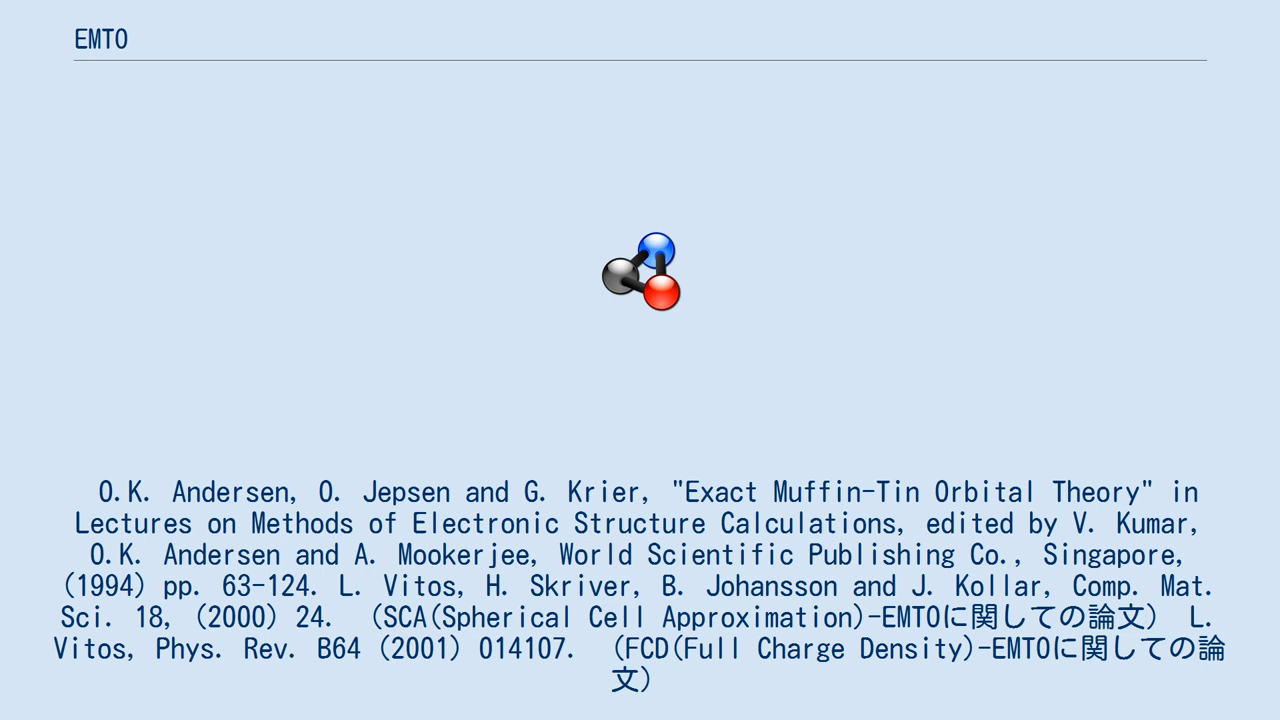 EMTO
O.K. Andersen, O. Jepsen and G. Krier, "Exact Muffin-Tin Orbital Theory" in
Lectures on Methods of Electronic Structure Calculations, edited by V. Kumar,
O.K. Andersen and A. Mookerjee, World Scientific Publishing Co., Singapore,
(1994) pp. 63-124. L. Vitos, H. Skriver, B. Johansson and J. Kollar, Comp. Mat.
Sci. 18, (2000) 24. (SCA(Spherical Cell Approximation)-EMTOに関しての論文) L.
Vitos, Phys. Rev. B64 (2001) 014107. (FCD(Full Charge Density)-EMTOに関しての論
文)